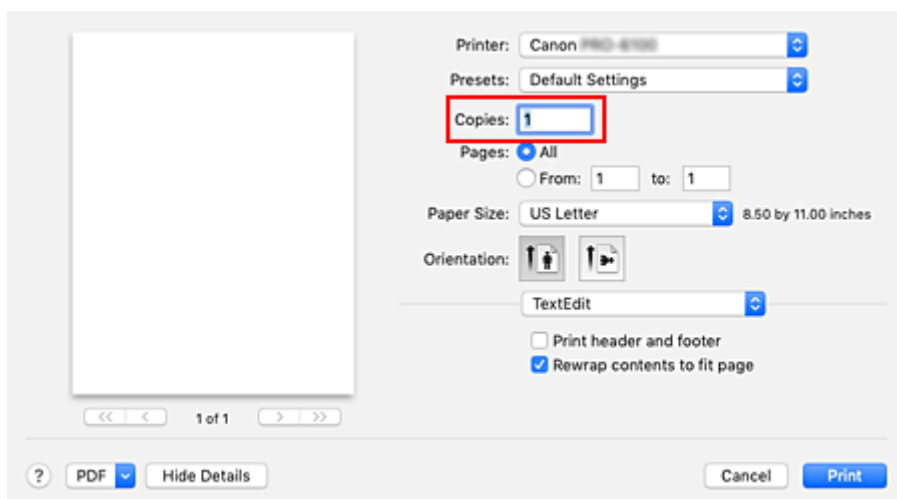 Printer: Canon
Presets: Default Settings
Copies: 1
Pages: All
From: 1 to: 1
Paper Size: US Letter 8.50 by 11.00 inches
Orientation:
TextEdit
Print header and footer
Rewrap contents to fit page
<< < 1 of 1 > >>
? PDF Hide Details Cancel Print